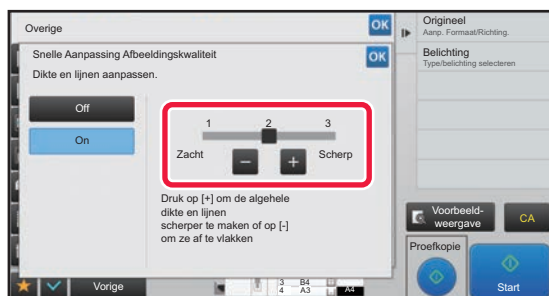 Overige
OK
Snelle Aanpassing Afbeeldingskwaliteit
OK
Dikte en lijnen aanpassen.
Off
On
1 2 3
Zacht
Scherp
Druk op [+] om de algehele
dikte en lijnen
scherper te maken of op [-]
om ze af te vlakken
Vorige
3 B4
4 A3
A4
Origineel
Aanp. Formaat/Richting.
Belichting
Type/belichting selecteren
Voorbeeld-
weergave
CA
Proefkopie
Start